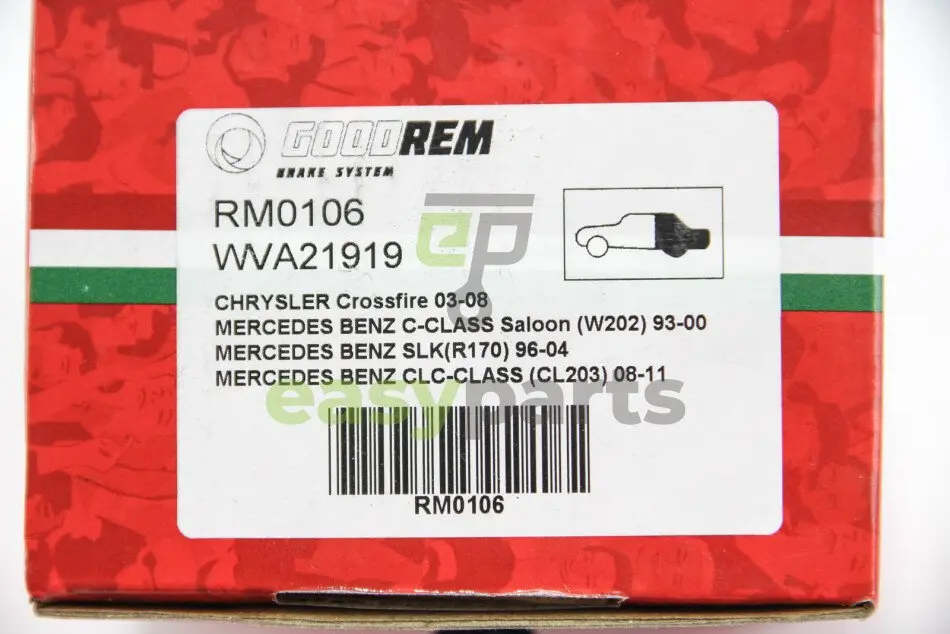 GOODREM
BRAKE SYSTEM
RM0106
WVA21919
ep
CHRYSLER Crossfire 03-08
MERCEDES BENZ C-CLASS Saloon (W202) 93-00
MERCEDES BENZ SLK(R170) 96-04
MERCEDES BENZ CLC-CLASS (CL203) 08-11
easyparts
RM0106